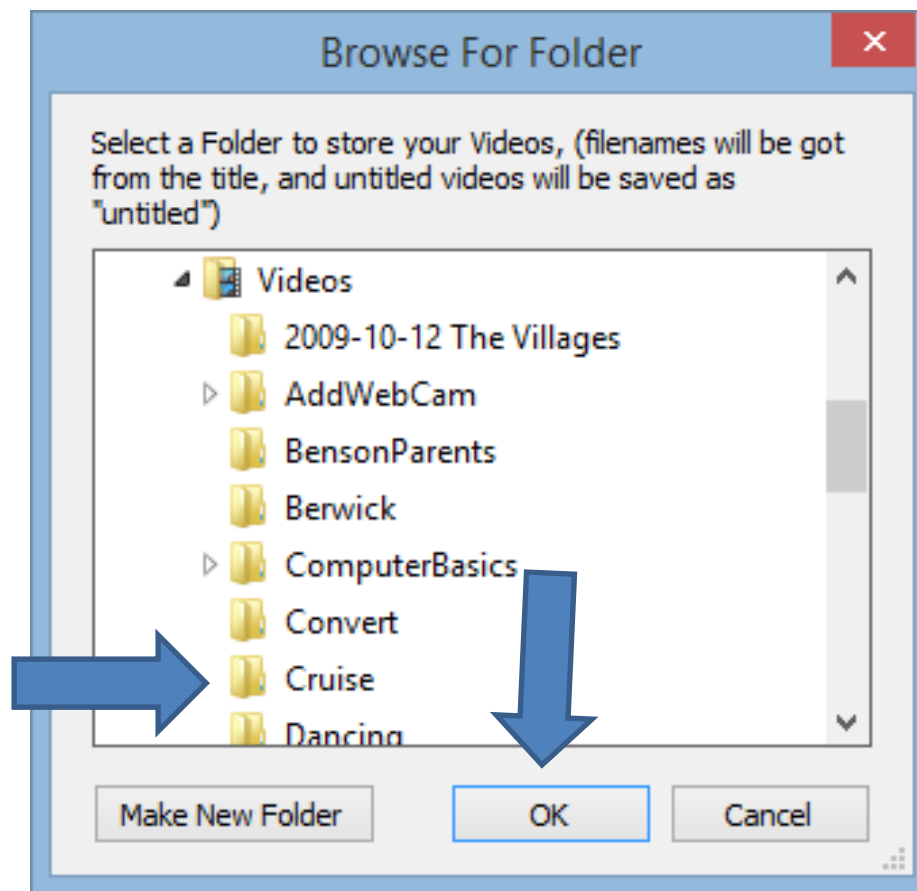 Browse For Folder
Select a Folder to store your Videos, (filenames will be got
from the title, and untitled videos will be saved as
"untitled")
Videos
2009-10-12 The Villages
AddWebCam
BensonParents
Berwick
ComputerBasics
Convert
Cruise
Dancing
Make New Folder
OK
Cancel